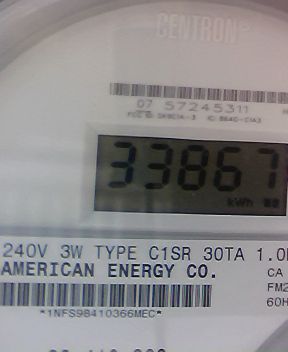 CENTRON®
07 57245311
33867
kWh
240V 3W TYPE C1SR 30TA 1.0
AMERICAN ENERGY CO.
CA
FM2
60H
*1NFS98410366MEC*